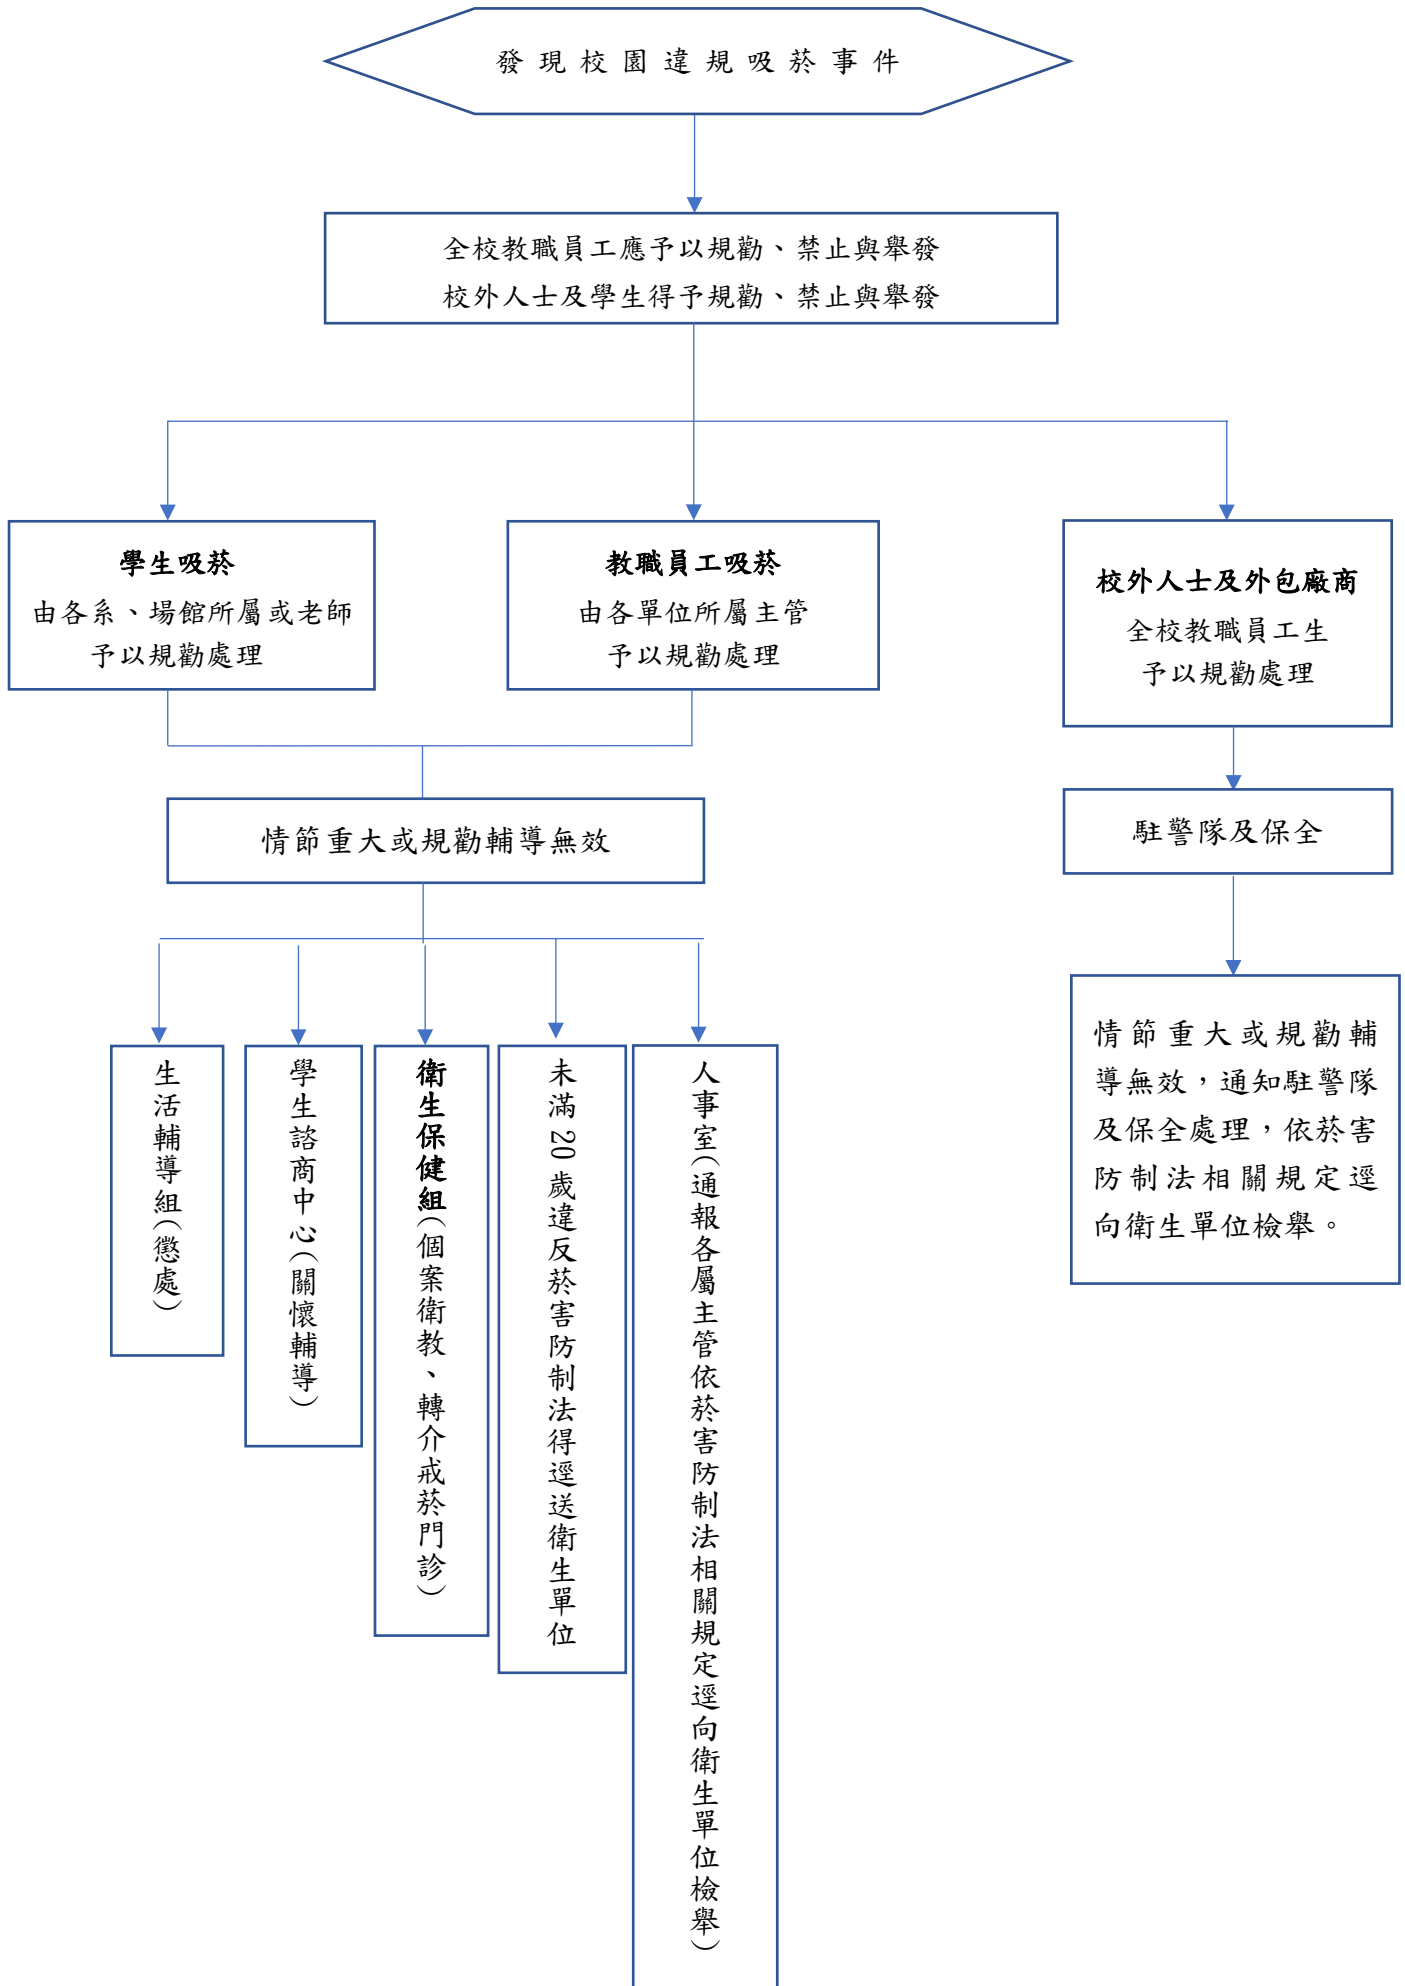 發現校園違規吸菸事件
全校教職員工應予以規勸、禁止與舉發
校外人士及學生得予規勸、禁止與舉發
學生吸菸
由各系、場館所屬或老師
予以規勸處理
教職員工吸菸
由各單位所屬主管
予以規勸處理
校外人士及外包廠商
全校教職員工生
予以規勸處理
情節重大或規勸輔導無效
駐警隊及保全
生活輔導組(懲處)
學生諮商中心(關懷輔導)
衛生保健組(個案衛教、轉介戒菸門診)
未滿20歲違反菸害防制法得逕送衛生單位
人事室(通報各屬主管依菸害防制法相關規定逕向衛生單位檢舉)
情節重大或規勸輔
導無效，通知駐警隊
及保全處理，依菸害
防制法相關規定逕
向衛生單位檢舉。